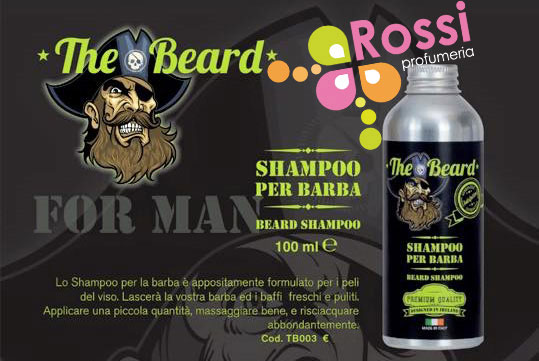 The Beard
Rossi
profumeria
FOR MAN
SHAMPOO
PER BARBA
BEARD SHAMPOO
100 ml ℮
Lo Shampoo per la barba è appositamente formulato per i peli
del viso. Lascerà la vostra barba ed i baffi freschi e puliti.
Applicare una piccola quantità, massaggiare bene, e risciacquare
abbondantemente.
Cod. TB003 €
The Beard
SHAMPOO
PER BARBA
BEARD SHAMPOO
PREMIUM QUALITY
DESIGNED IN IRELAND
MADE IN ITALY